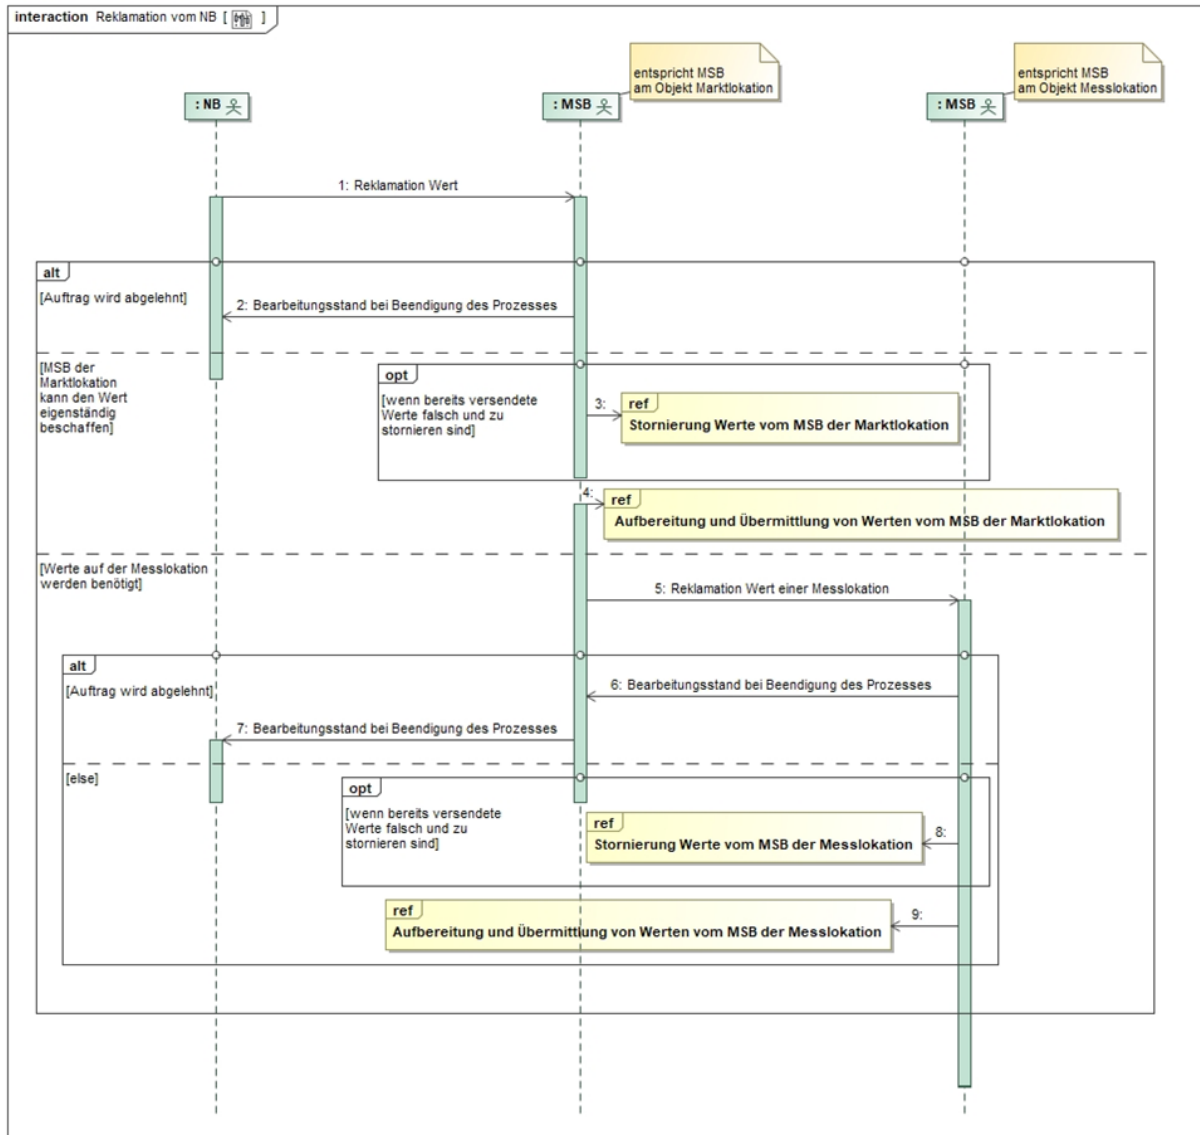 interaction Reklamation vom NB [ ]
entspricht MSB
am Objekt Marktlokation
entspricht MSB
am Objekt Messlokation
: NB
: MSB
: MSB
1: Reklamation Wert
alt
[Auftrag wird abgelehnt]
2: Bearbeitungsstand bei Beendigung des Prozesses
[MSB der
Marktlokation
kann den Wert
eigenständig
beschaffen]
opt
[wenn bereits versendete
Werte falsch und zu
stornieren sind]
3:
ref
Stornierung Werte vom MSB der Marktlokation
4:
ref
Aufbereitung und Übermittlung von Werten vom MSB der Marktlokation
[Werte auf der Messlokation
werden benötigt]
5: Reklamation Wert einer Messlokation
alt
[Auftrag wird abgelehnt]
6: Bearbeitungsstand bei Beendigung des Prozesses
7: Bearbeitungsstand bei Beendigung des Prozesses
[else]
opt
[wenn bereits versendete
Werte falsch und zu
stornieren sind]
ref
Stornierung Werte vom MSB der Messlokation
8:
ref
Aufbereitung und Übermittlung von Werten vom MSB der Messlokation
9: